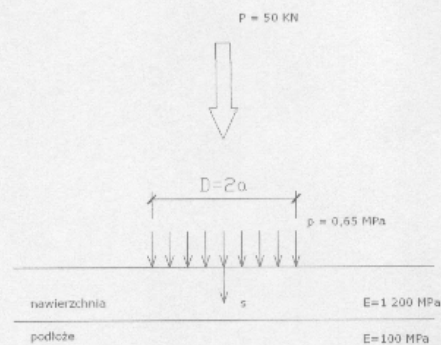 P = 50 KN
D=2a
p = 0,65 MPa
nawierzchnia
s
E=1 200 MPa
podłoże
E=100 MPa